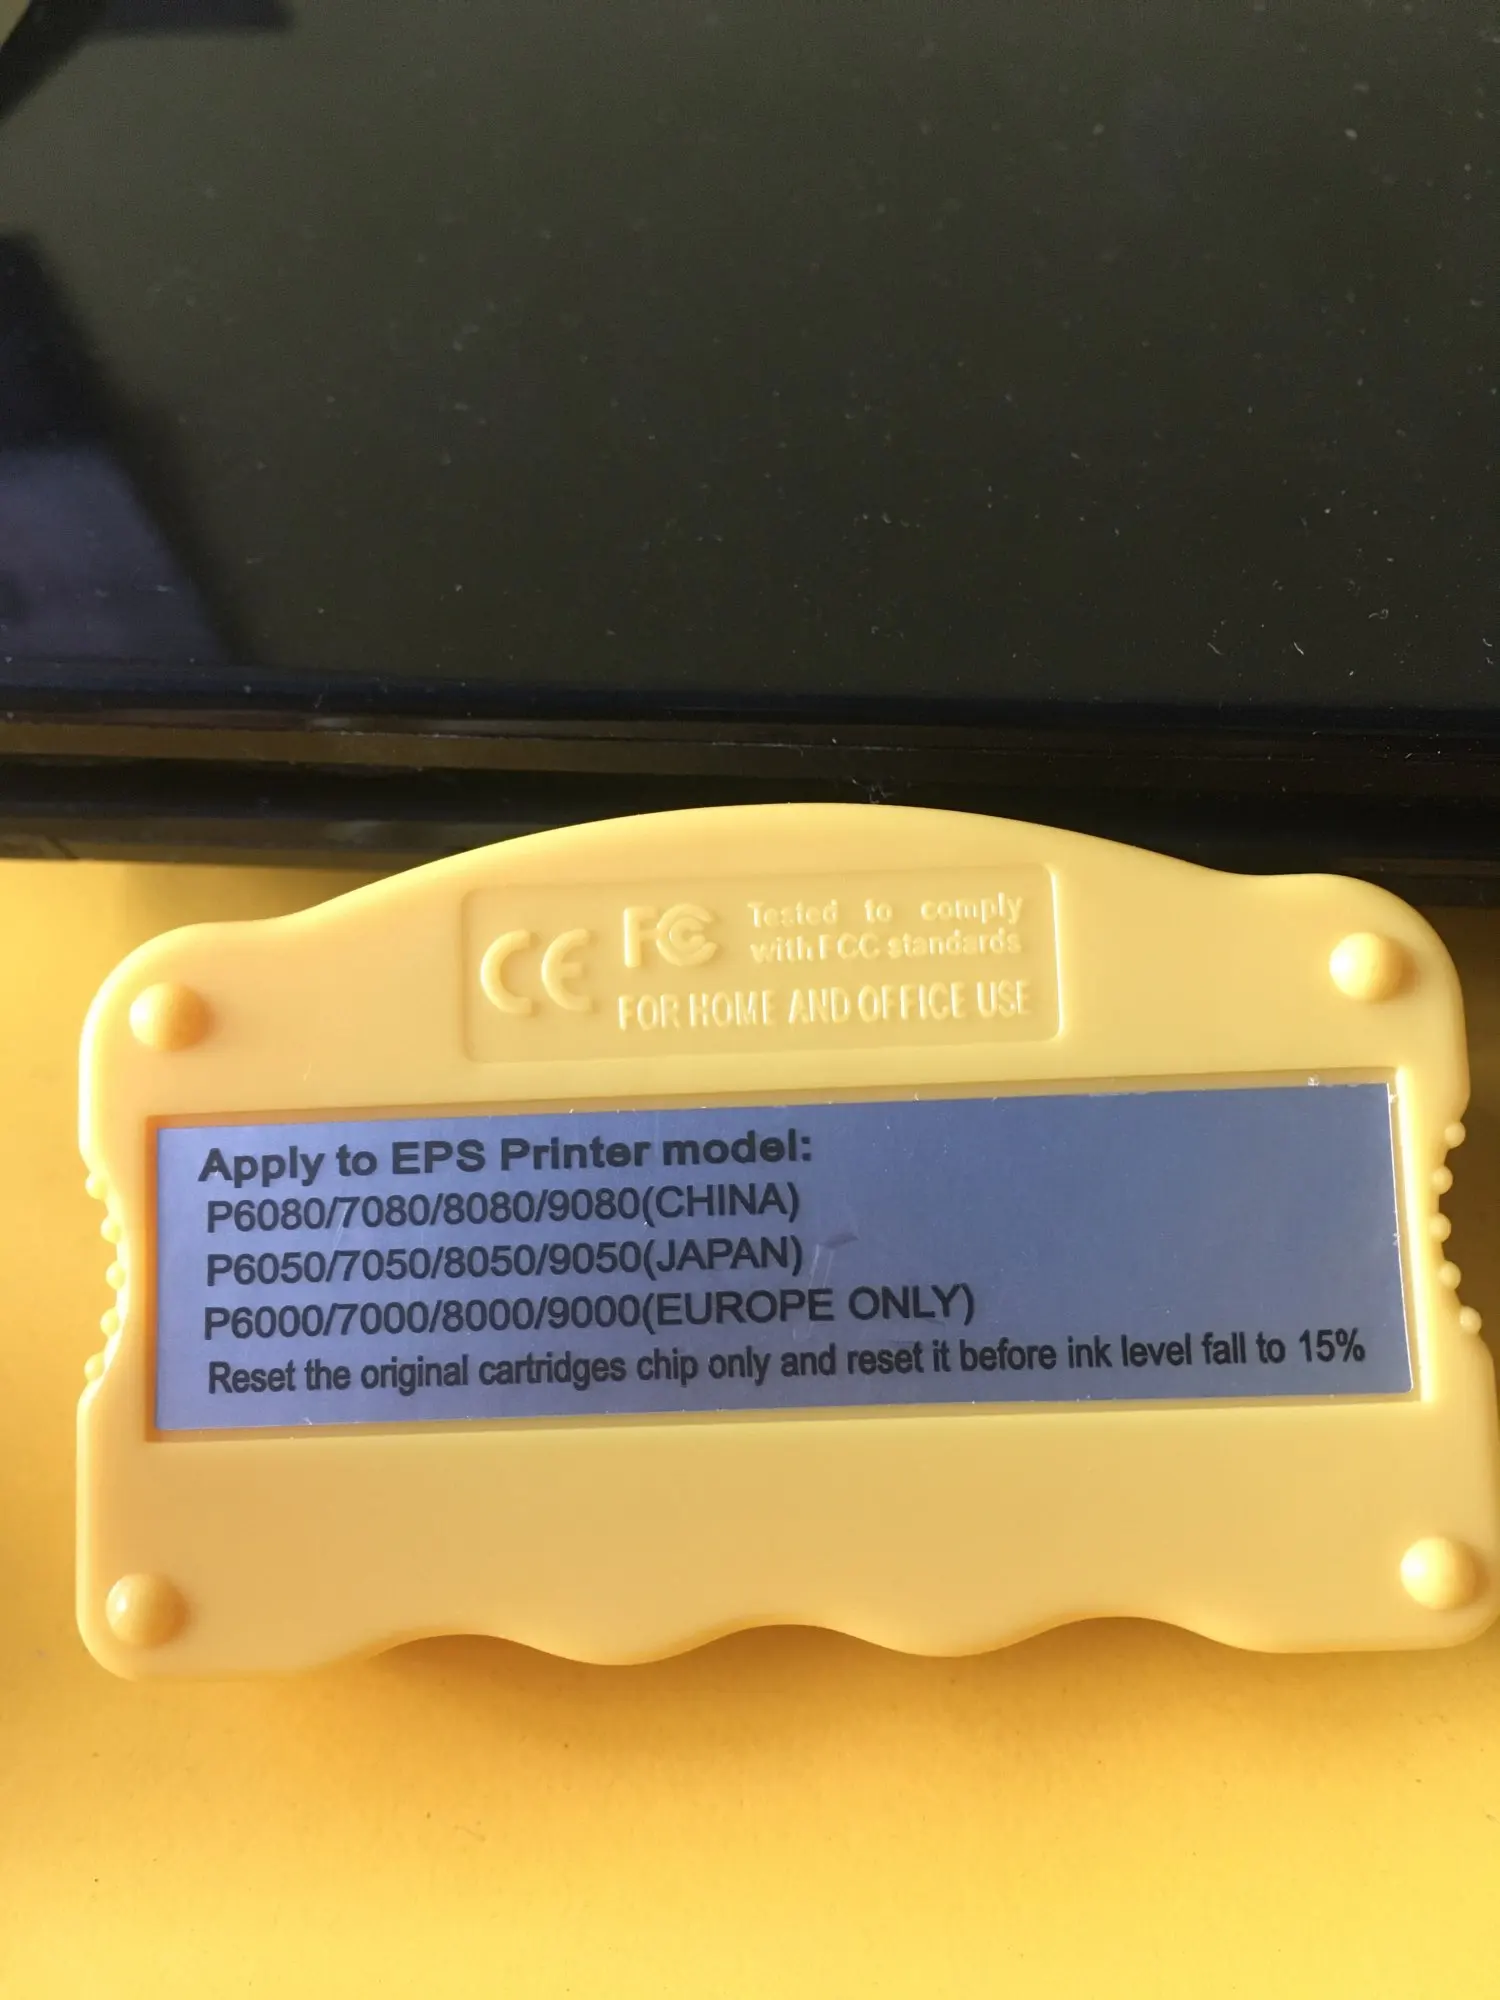 CE FC Tested to comply
with FCC standards
FOR HOME AND OFFICE USE
Apply to EPS Printer model:
P6080/7080/8080/9080(CHINA)
P6050/7050/8050/9050(JAPAN)
P6000/7000/8000/9000(EUROPE ONLY)
Reset the original cartridges chip only and reset it before ink level fall to 15%